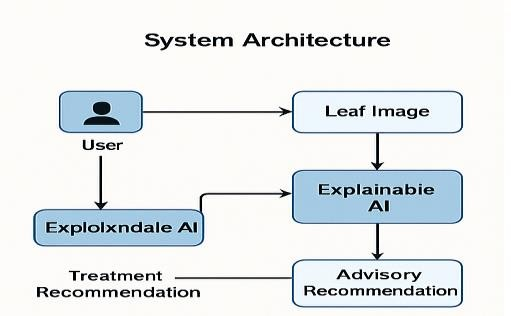 System Architecture
Leaf Image
User
Explainabie
AI
Explolxndale AI
Treatment
Recommendation
Advisory
Recommendation